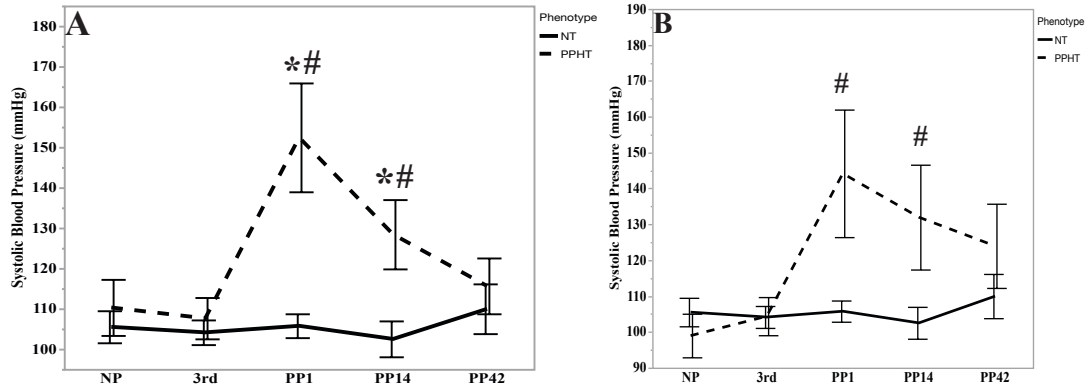 A
Systolic Blood Pressure (mmHg)
180
170
160
150
140
130
120
110
100
*#
*#
NP 3rd PP1 PP14 PP42
Phenotype
NT
PPHT
B
Systolic Blood Pressure (mmHg)
190
180
170
160
150
140
130
120
110
100
90
#
#
NP 3rd PP1 PP14 PP42
Phenotype
NT
PPHT